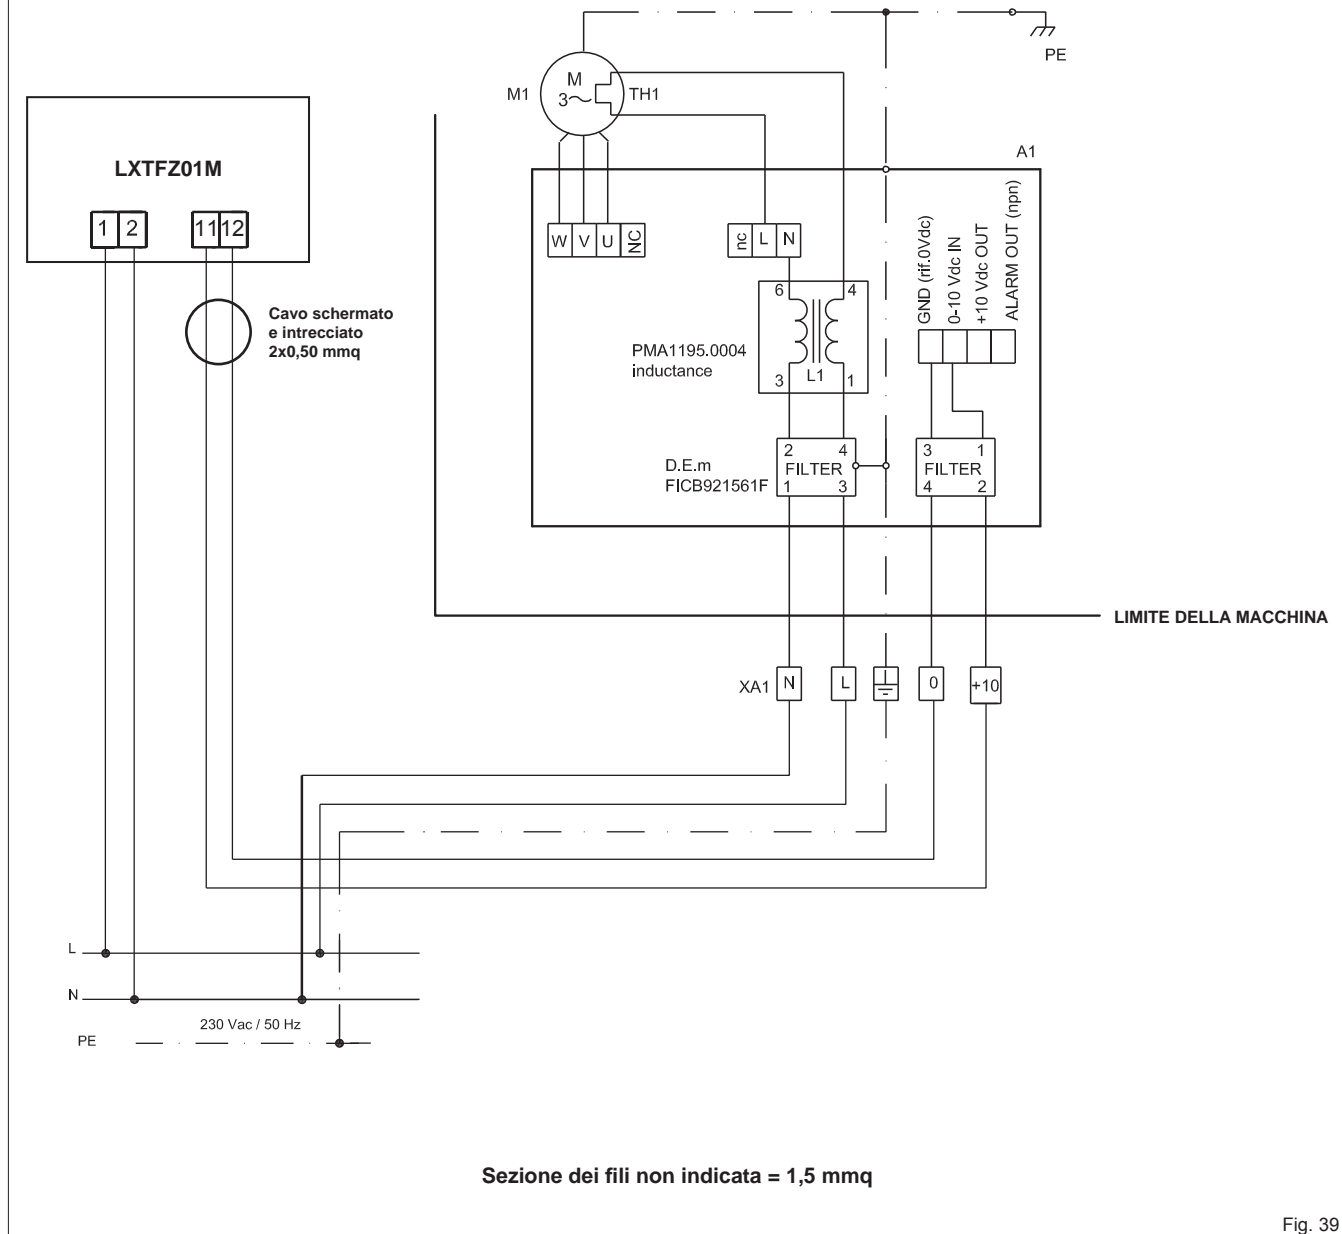 PE
M1
M
3~
TH1
A1
LXTFZ01M
1 2 11 12
W V U NC
nc L N
GND (rif.0Vdc)
0-10 Vdc IN
+10 Vdc OUT
ALARM OUT (npn)
Cavo schermato
e intrecciato
2x0,50 mmq
6 4
PMA1195.0004
inductance
3 L1 1
D.E.m
FICB921561F
2 4
FILTER
1 3
3 1
FILTER
4 2
LIMITE DELLA MACCHINA
XA1 N L 0 +10
L
N
230 Vac / 50 Hz
PE
Sezione dei fili non indicata = 1,5 mmq
Fig. 39